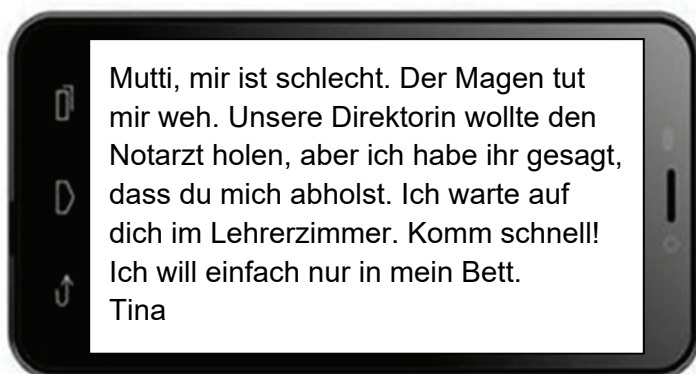 Mutti, mir ist schlecht. Der Magen tut
mir weh. Unsere Direktorin wollte den
Notarzt holen, aber ich habe ihr gesagt,
dass du mich abholst. Ich warte auf
dich im Lehrerzimmer. Komm schnell!
Ich will einfach nur in mein Bett.
Tina